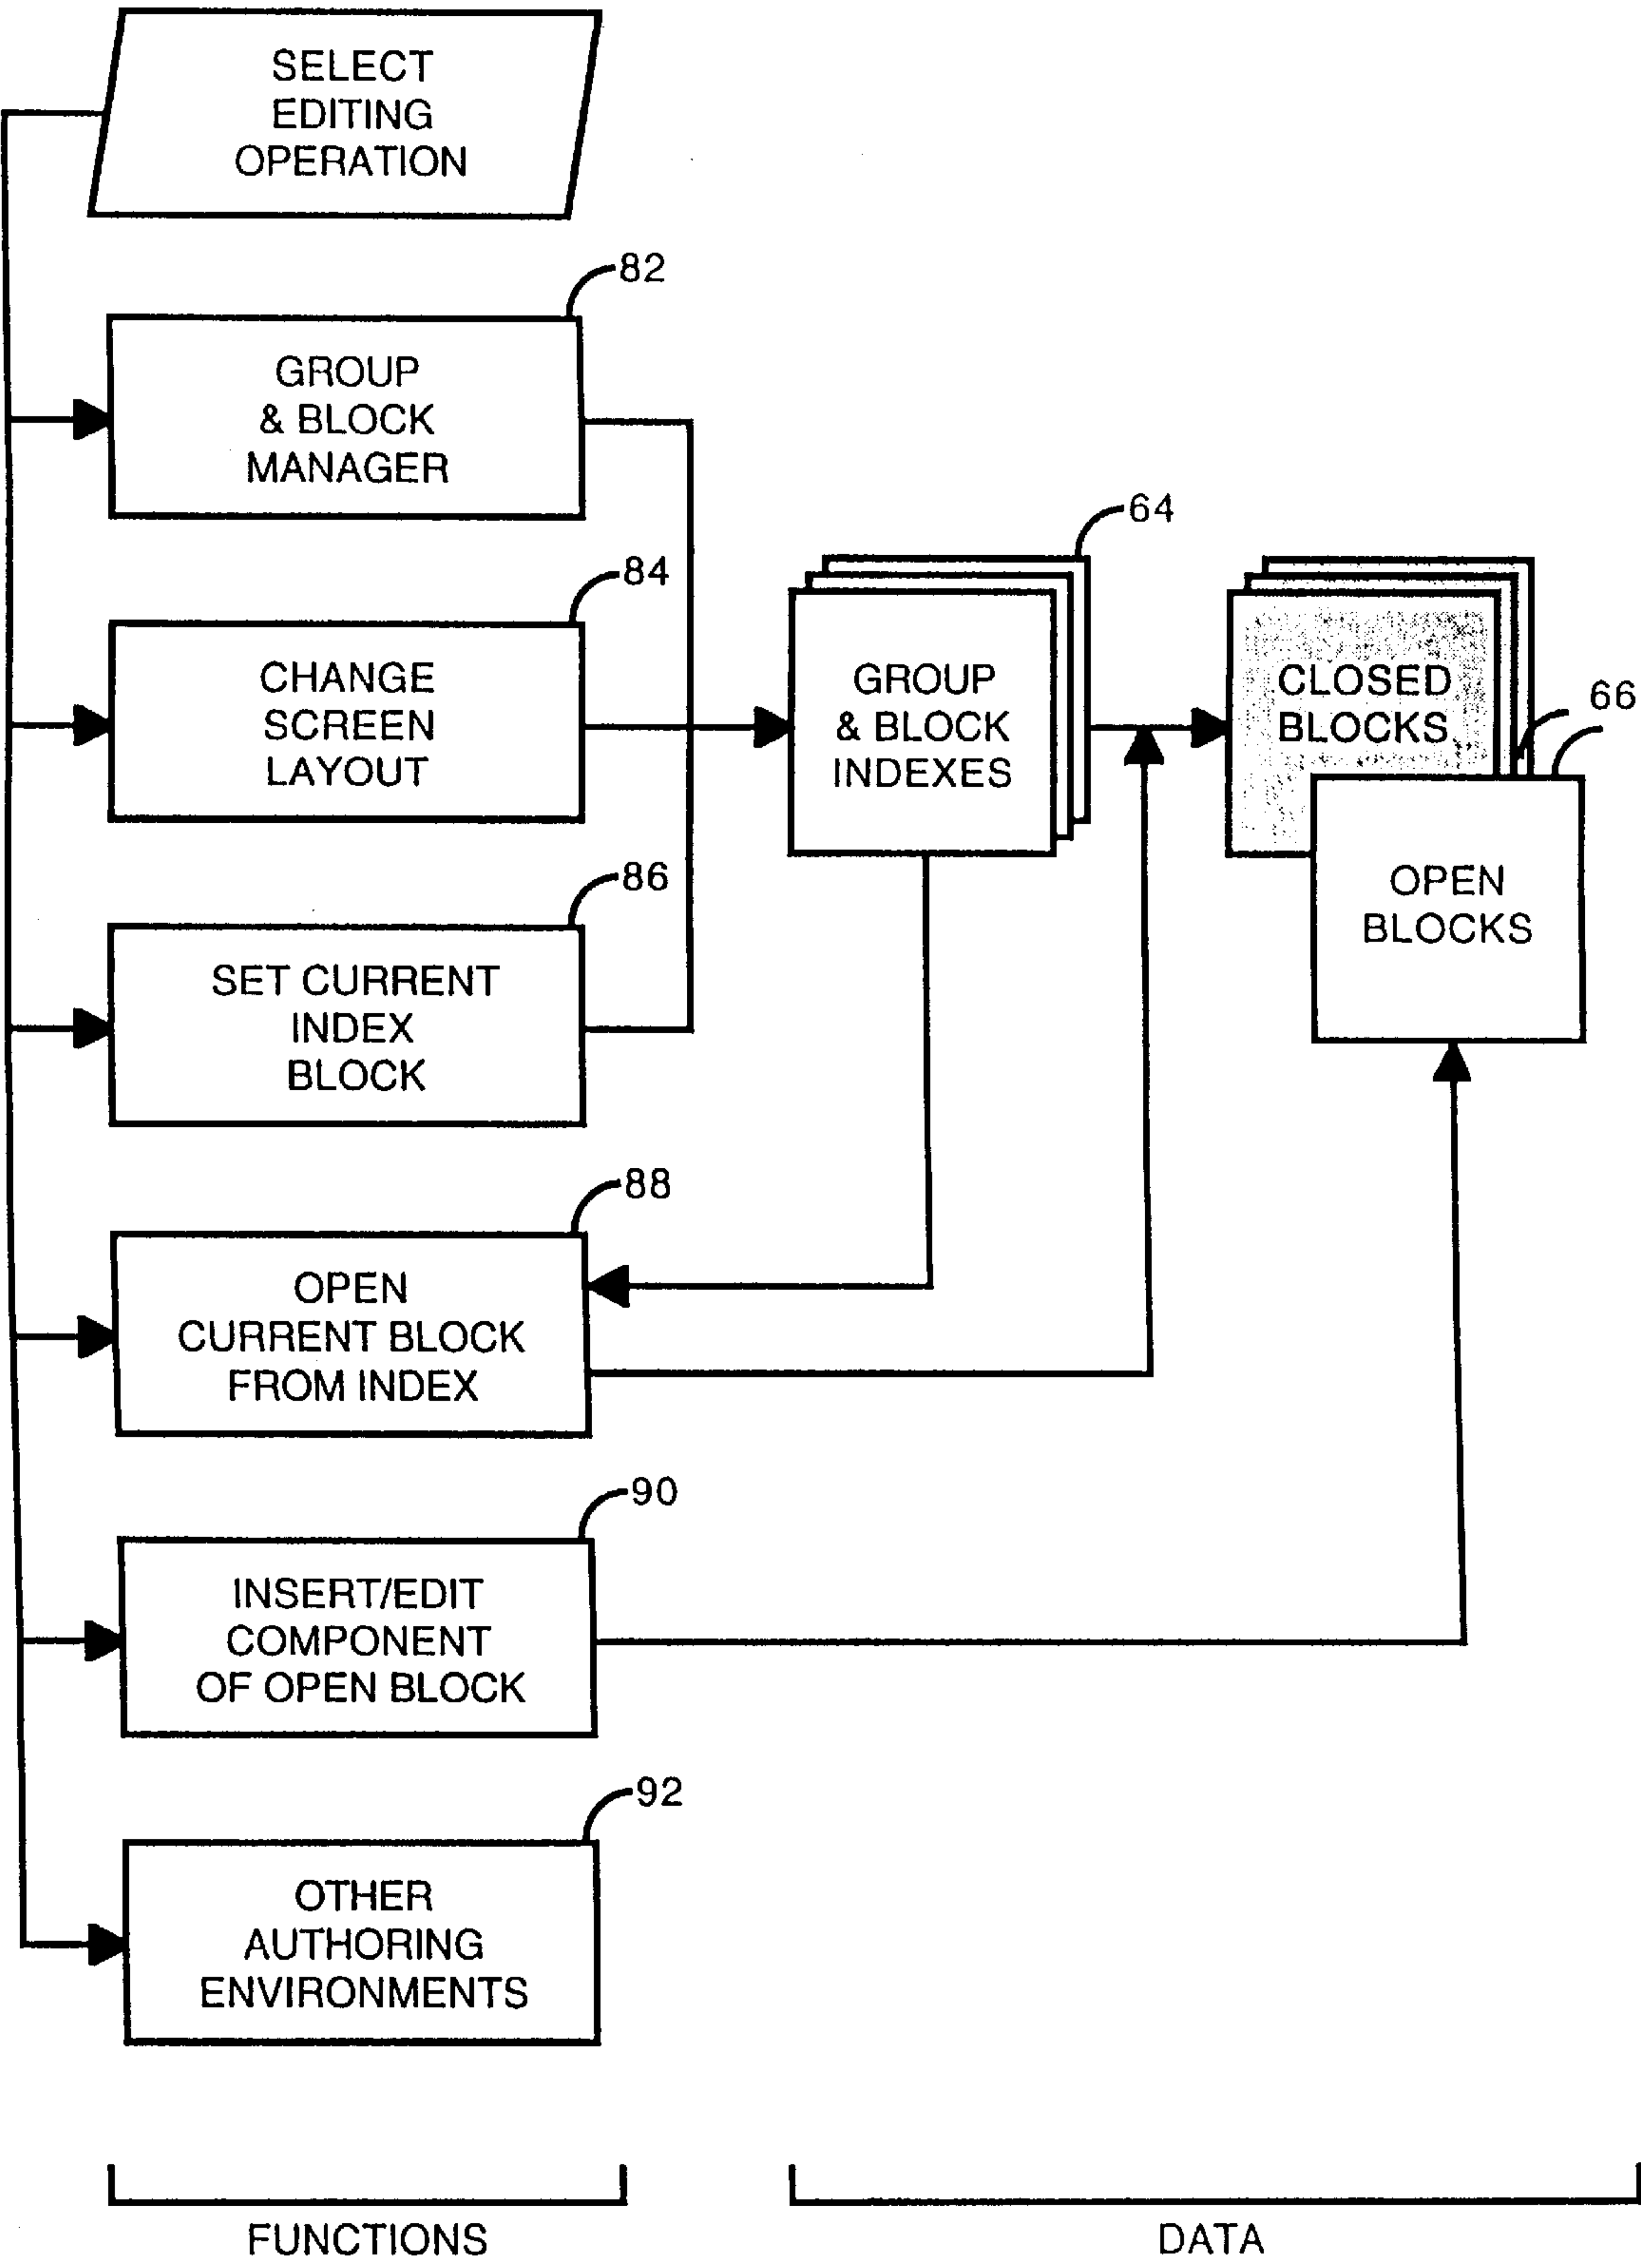 SELECT
EDITING
OPERATION
82
GROUP
& BLOCK
MANAGER
84
CHANGE
SCREEN
LAYOUT
86
SET CURRENT
INDEX
BLOCK
88
OPEN
CURRENT BLOCK
FROM INDEX
90
INSERT/EDIT
COMPONENT
OF OPEN BLOCK
92
OTHER
AUTHORING
ENVIRONMENTS
64
GROUP
& BLOCK
INDEXES
CLOSED
BLOCKS
66
OPEN
BLOCKS
FUNCTIONS
DATA